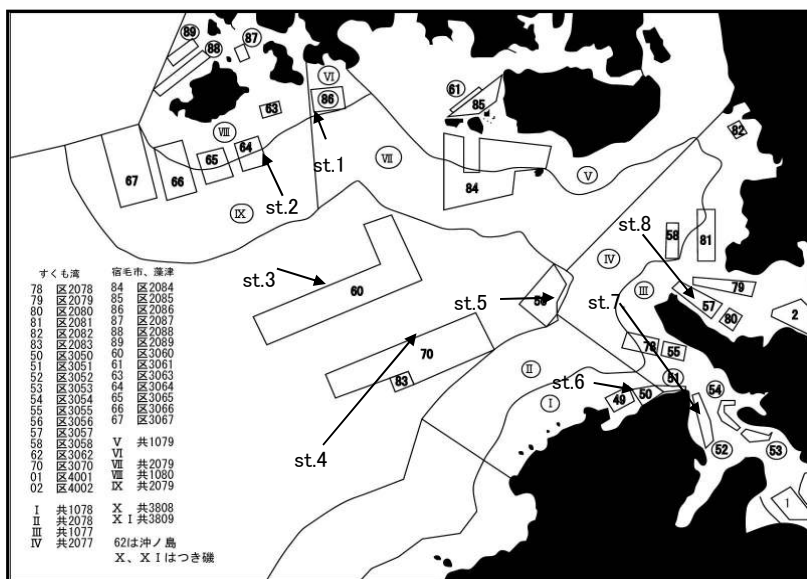 89
88
87
VI
86
63
61
85
82
st.1
VIII
64
65
VII
67
66
st.2
84
V
IX
58
81
st.8
IV
st.3
60
st.5
56
III
79
57
80
2
st.7
70
83
78
55
II
51
st.6
54
I
49
50
st.4
52
53
1
すくも湾
78 区2078
79 区2079
80 区2080
81 区2081
82 区2082
83 区2083
50 区3050
51 区3051
52 区3052
53 区3053
54 区3054
55 区3055
56 区3056
57 区3057
58 区3058
62 区3062
70 区3070
01 区4001
02 区4002
I 共1078
II 共2078
III 共1077
IV 共2077
宿毛市、藻津
84 区2084
85 区2085
86 区2086
87 区2087
88 区2088
89 区2089
60 区3060
61 区3061
63 区3063
64 区3064
65 区3065
66 区3066
67 区3067
V 共1079
VI
VII 共2079
VIII 共1080
IX 共2079
X 共3808
XI 共3809
62は沖ノ島
X、XIはつき磯